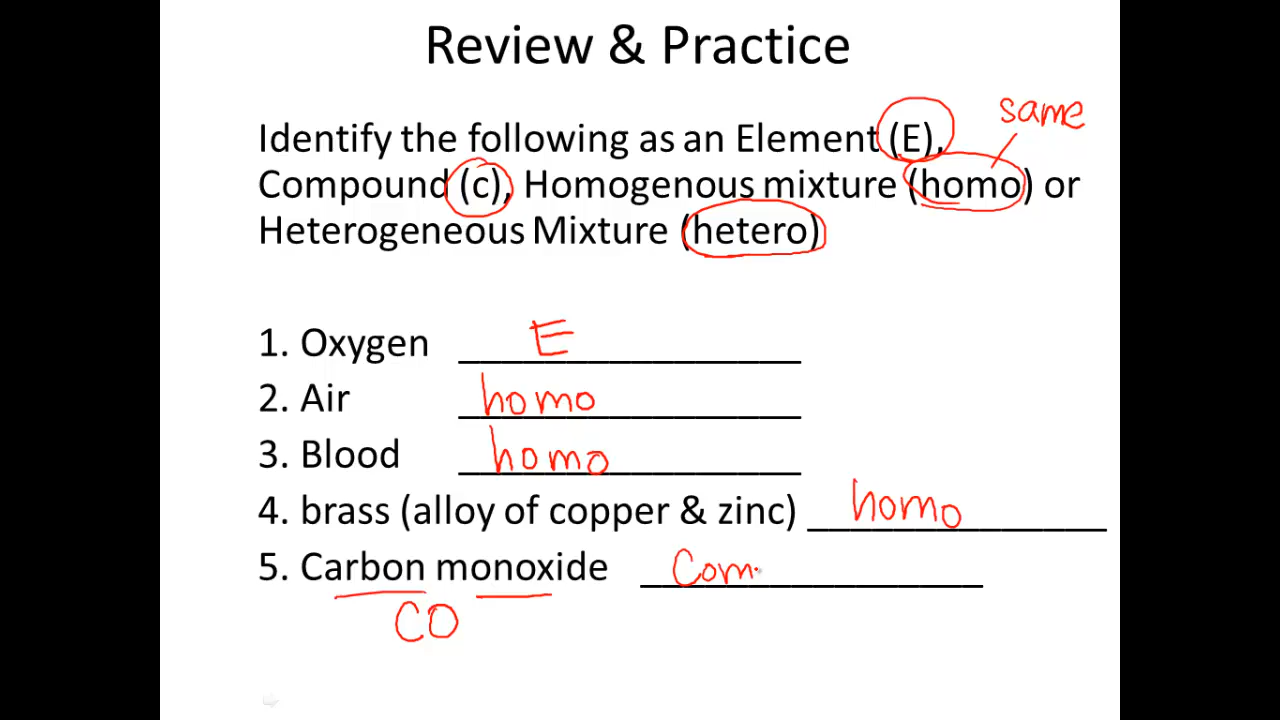 Review & Practice
same
Identify the following as an Element (E),
Compound (c), Homogenous mixture (homo) or
Heterogeneous Mixture (hetero)
1. Oxygen E
2. Air homo
3. Blood homo
4. brass (alloy of copper & zinc) homo
5. Carbon monoxide Com
CO